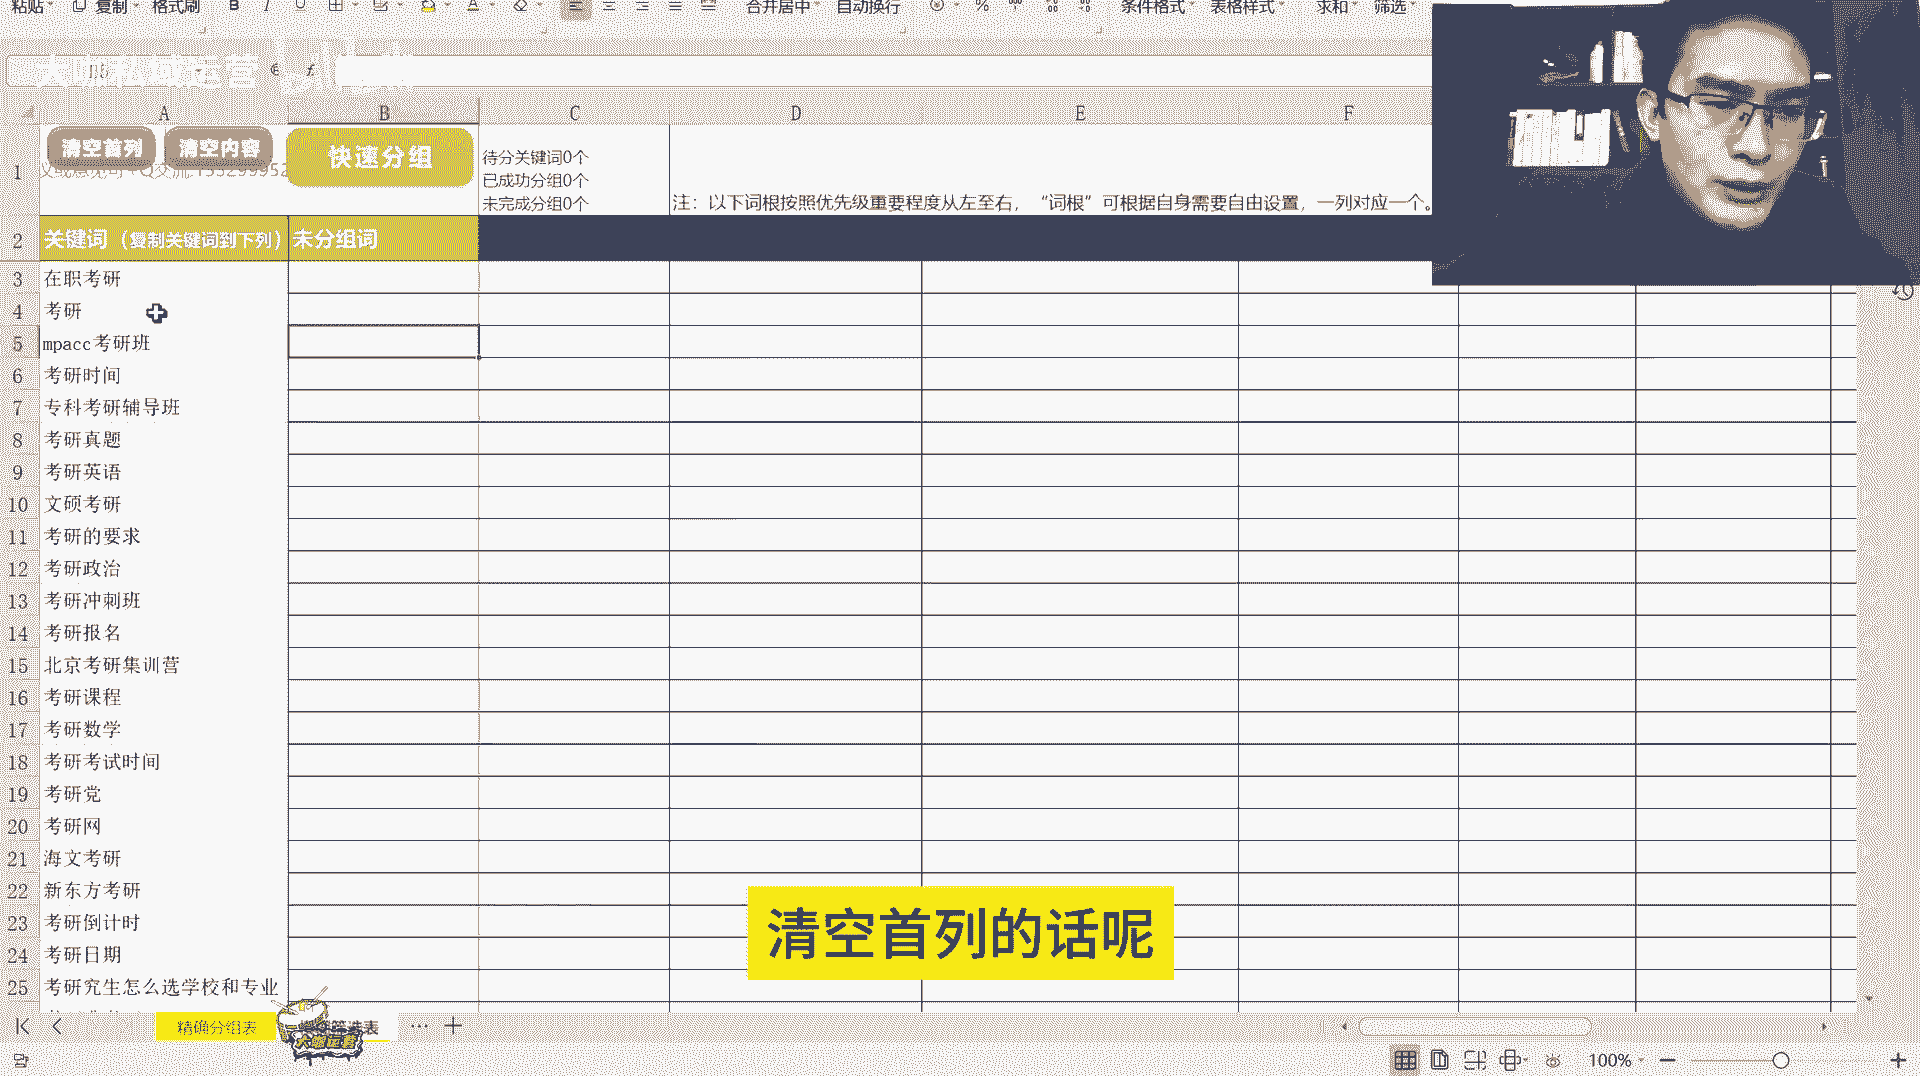 粘贴 复制 格式刷 B I U A 合并居中 自动换行 % 条件格式 表格样式 求和 筛选
大咖私域运营
A B C D E F
清空首列 清空内容 快速分组
待分关键词0个
已成功分组0个
未完成分组0个
注：以下词根按照优先级重要程度从左至右，“词根”可根据自身需要自由设置，一列对应一个。
1
2 关键词（复制关键词到下列） 未分组词
3 在职考研
4 考研
5 mpacc考研班
6 考研时间
7 专科考研辅导班
8 考研真题
9 考研英语
10 文硕考研
11 考研的要求
12 考研政治
13 考研冲刺班
14 考研报名
15 北京考研集训营
16 考研课程
17 考研数学
18 考研考试时间
19 考研党
20 考研网
21 海文考研
22 新东方考研
23 考研倒计时
24 考研日期
25 考研究生怎么选学校和专业
清空首列的话呢
精确分组表
大咖运营
100%